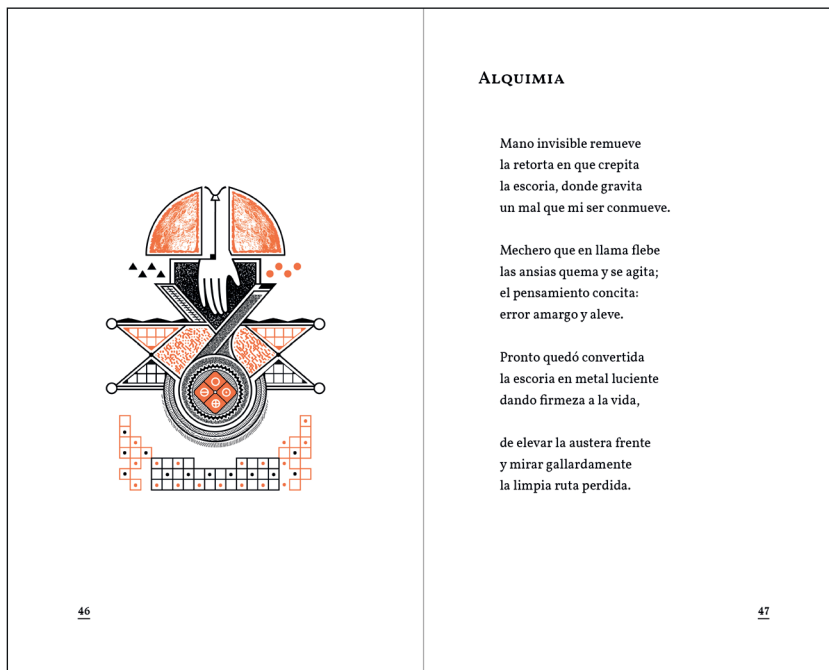 Alquimia
Mano invisible remueve
la retorta en que crepita
la escoria, donde gravita
un mal que mi ser conmueve.
Mechero que en llama flebe
las ansias quema y se agita;
el pensamiento concita:
error amargo y aleve.
Pronto quedó convertida
la escoria en metal luciente
dando firmeza a la vida,
de elevar la austera frente
y mirar gallardamente
la limpia ruta perdida.
46
47